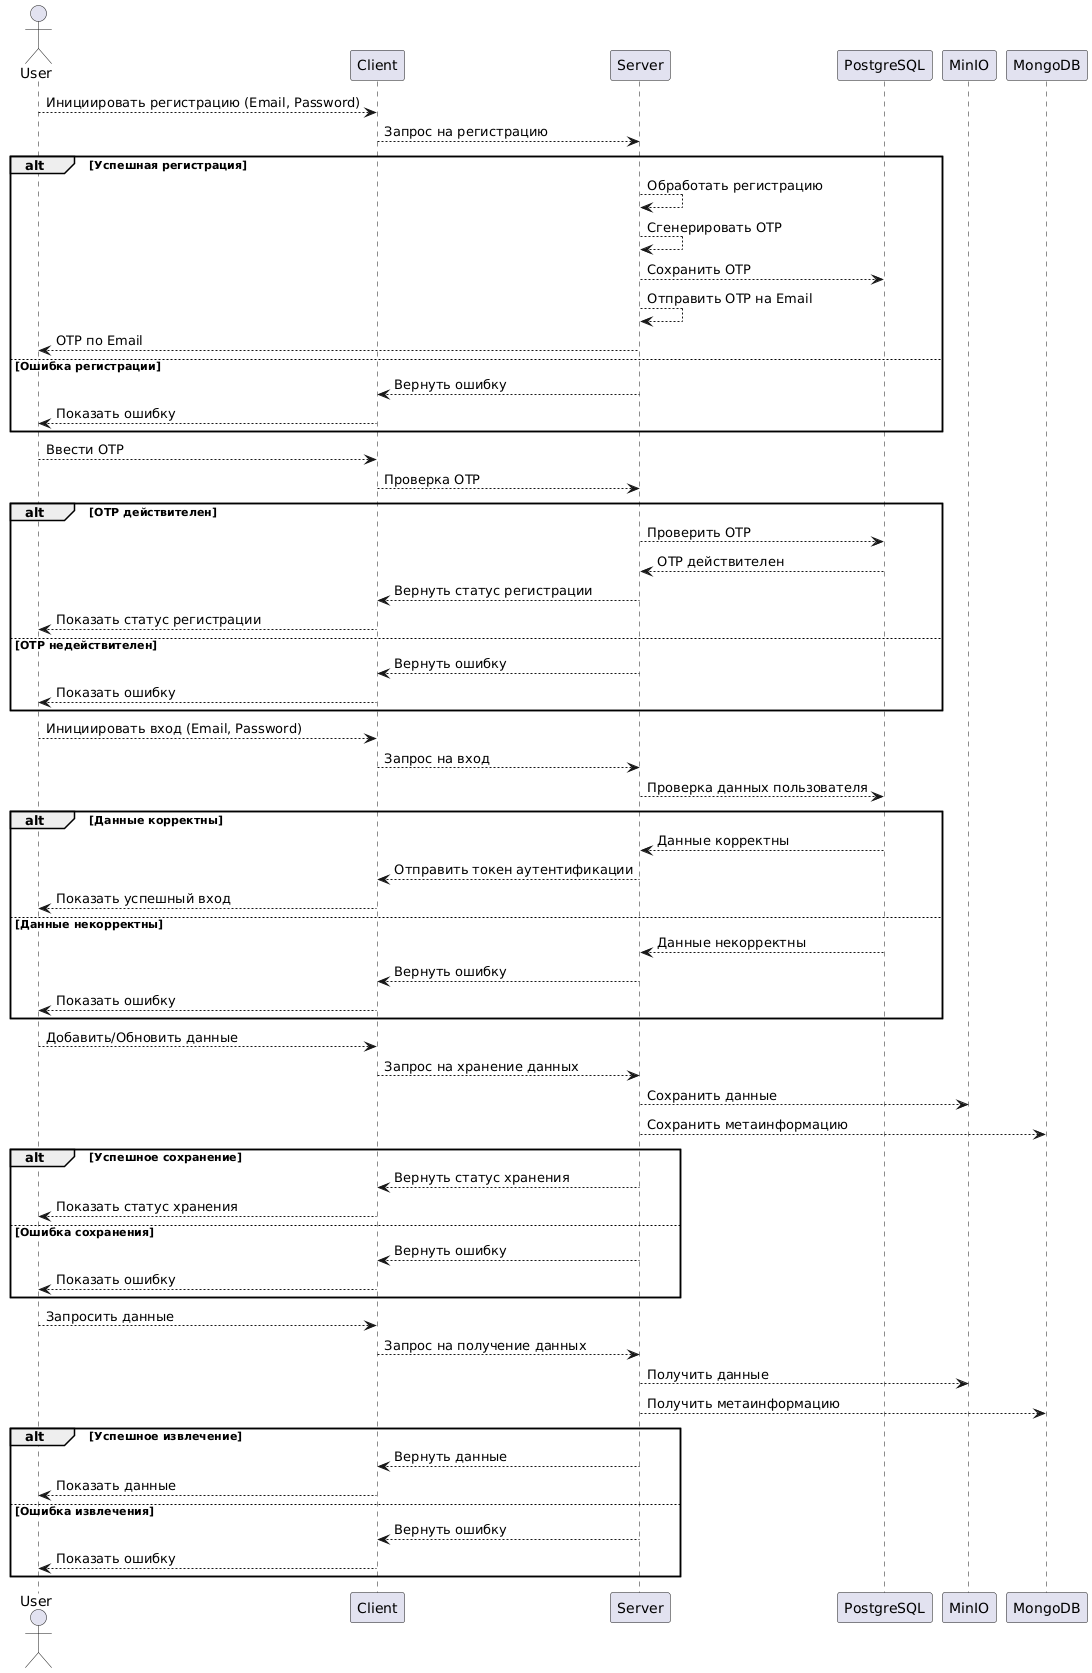 User
Client
Server
PostgreSQL
MinIO
MongoDB
Инициировать регистрацию (Email, Password)
Запрос на регистрацию
alt
[Успешная регистрация]
Обработать регистрацию
Сгенерировать OTP
Сохранить OTP
Отправить OTP на Email
OTP по Email
[Ошибка регистрации]
Вернуть ошибку
Показать ошибку
Ввести OTP
Проверка OTP
alt
[OTP действителен]
Проверить OTP
OTP действителен
Вернуть статус регистрации
Показать статус регистрации
[OTP недействителен]
Вернуть ошибку
Показать ошибку
Инициировать вход (Email, Password)
Запрос на вход
Проверка данных пользователя
alt
[Данные корректны]
Данные корректны
Отправить токен аутентификации
Показать успешный вход
[Данные некорректны]
Данные некорректны
Вернуть ошибку
Показать ошибку
Добавить/Обновить данные
Запрос на хранение данных
Сохранить данные
Сохранить метаинформацию
alt
[Успешное сохранение]
Вернуть статус хранения
Показать статус хранения
[Ошибка сохранения]
Вернуть ошибку
Показать ошибку
Запросить данные
Запрос на получение данных
Получить данные
Получить метаинформацию
alt
[Успешное извлечение]
Вернуть данные
Показать данные
[Ошибка извлечения]
Вернуть ошибку
Показать ошибку
User
Client
Server
PostgreSQL
MinIO
MongoDB